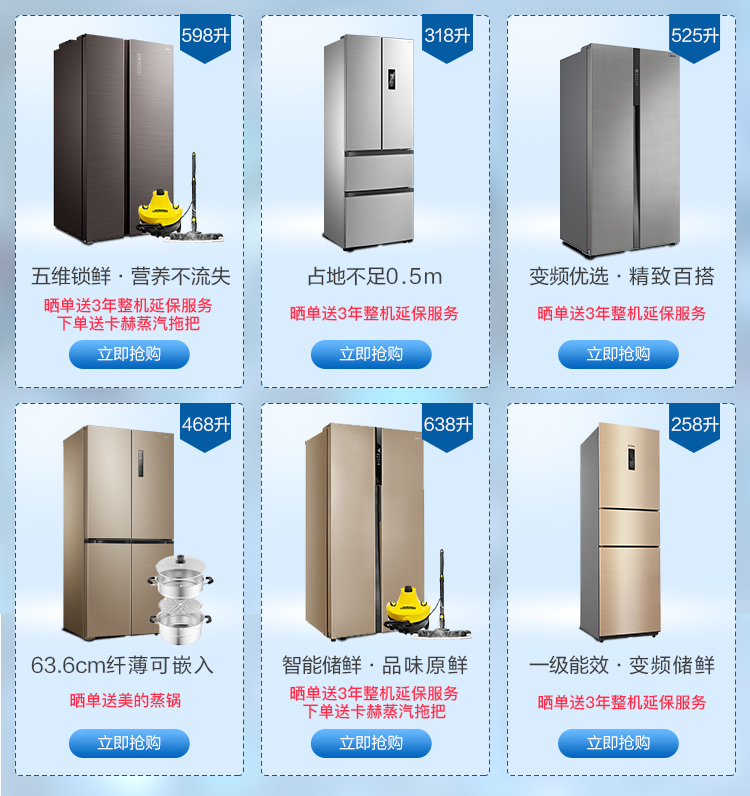 598升
五维锁鲜·营养不流失
晒单送3年整机延保服务
下单送卡赫蒸汽拖把
立即抢购
318升
占地不足0.5m
晒单送3年整机延保服务
立即抢购
525升
变频优选·精致百搭
晒单送3年整机延保服务
立即抢购
468升
63.6cm纤薄可嵌入
晒单送美的蒸锅
立即抢购
638升
智能储鲜·品味原鲜
晒单送3年整机延保服务
下单送卡赫蒸汽拖把
立即抢购
258升
一级能效·变频储鲜
晒单送3年整机延保服务
立即抢购